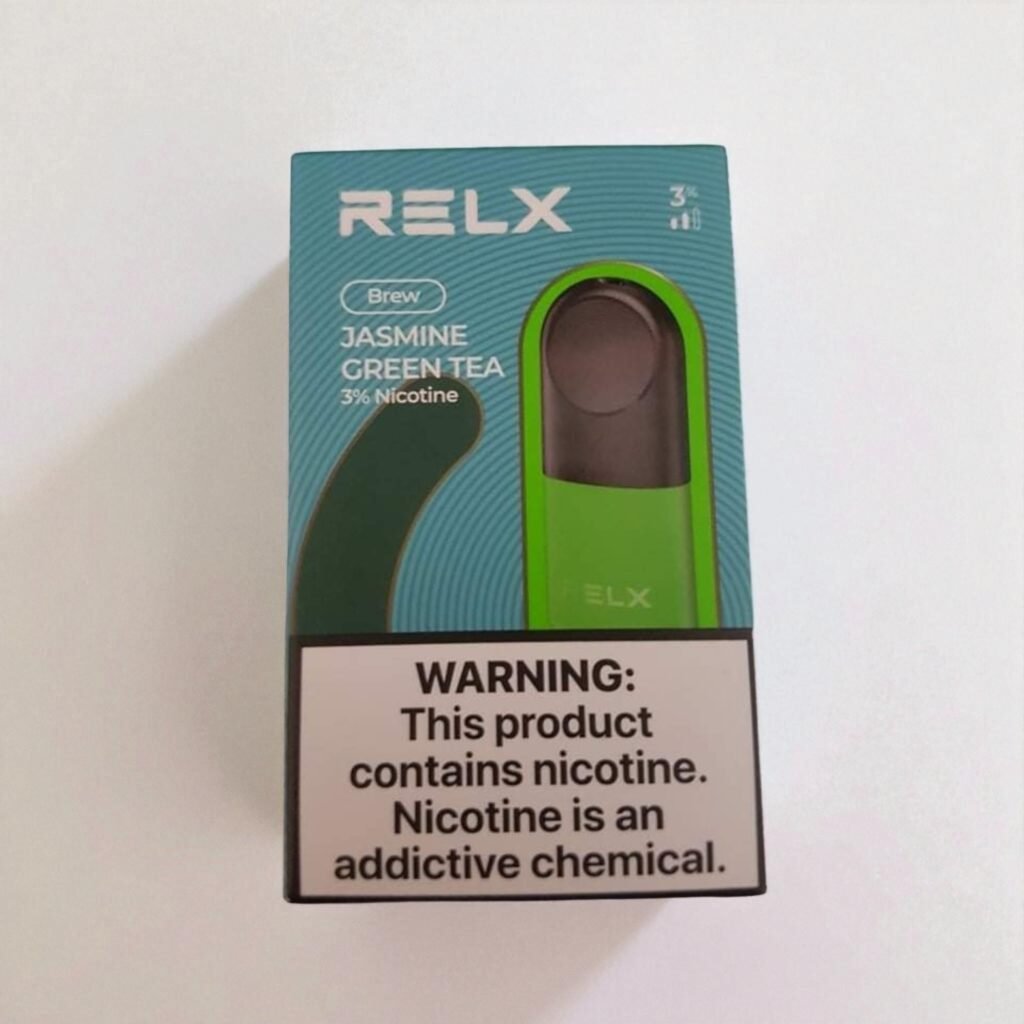 RELX
3%
Brew
JASMINE
GREEN TEA
3% Nicotine
RELX
WARNING:
This product
contains nicotine.
Nicotine is an
addictive chemical.